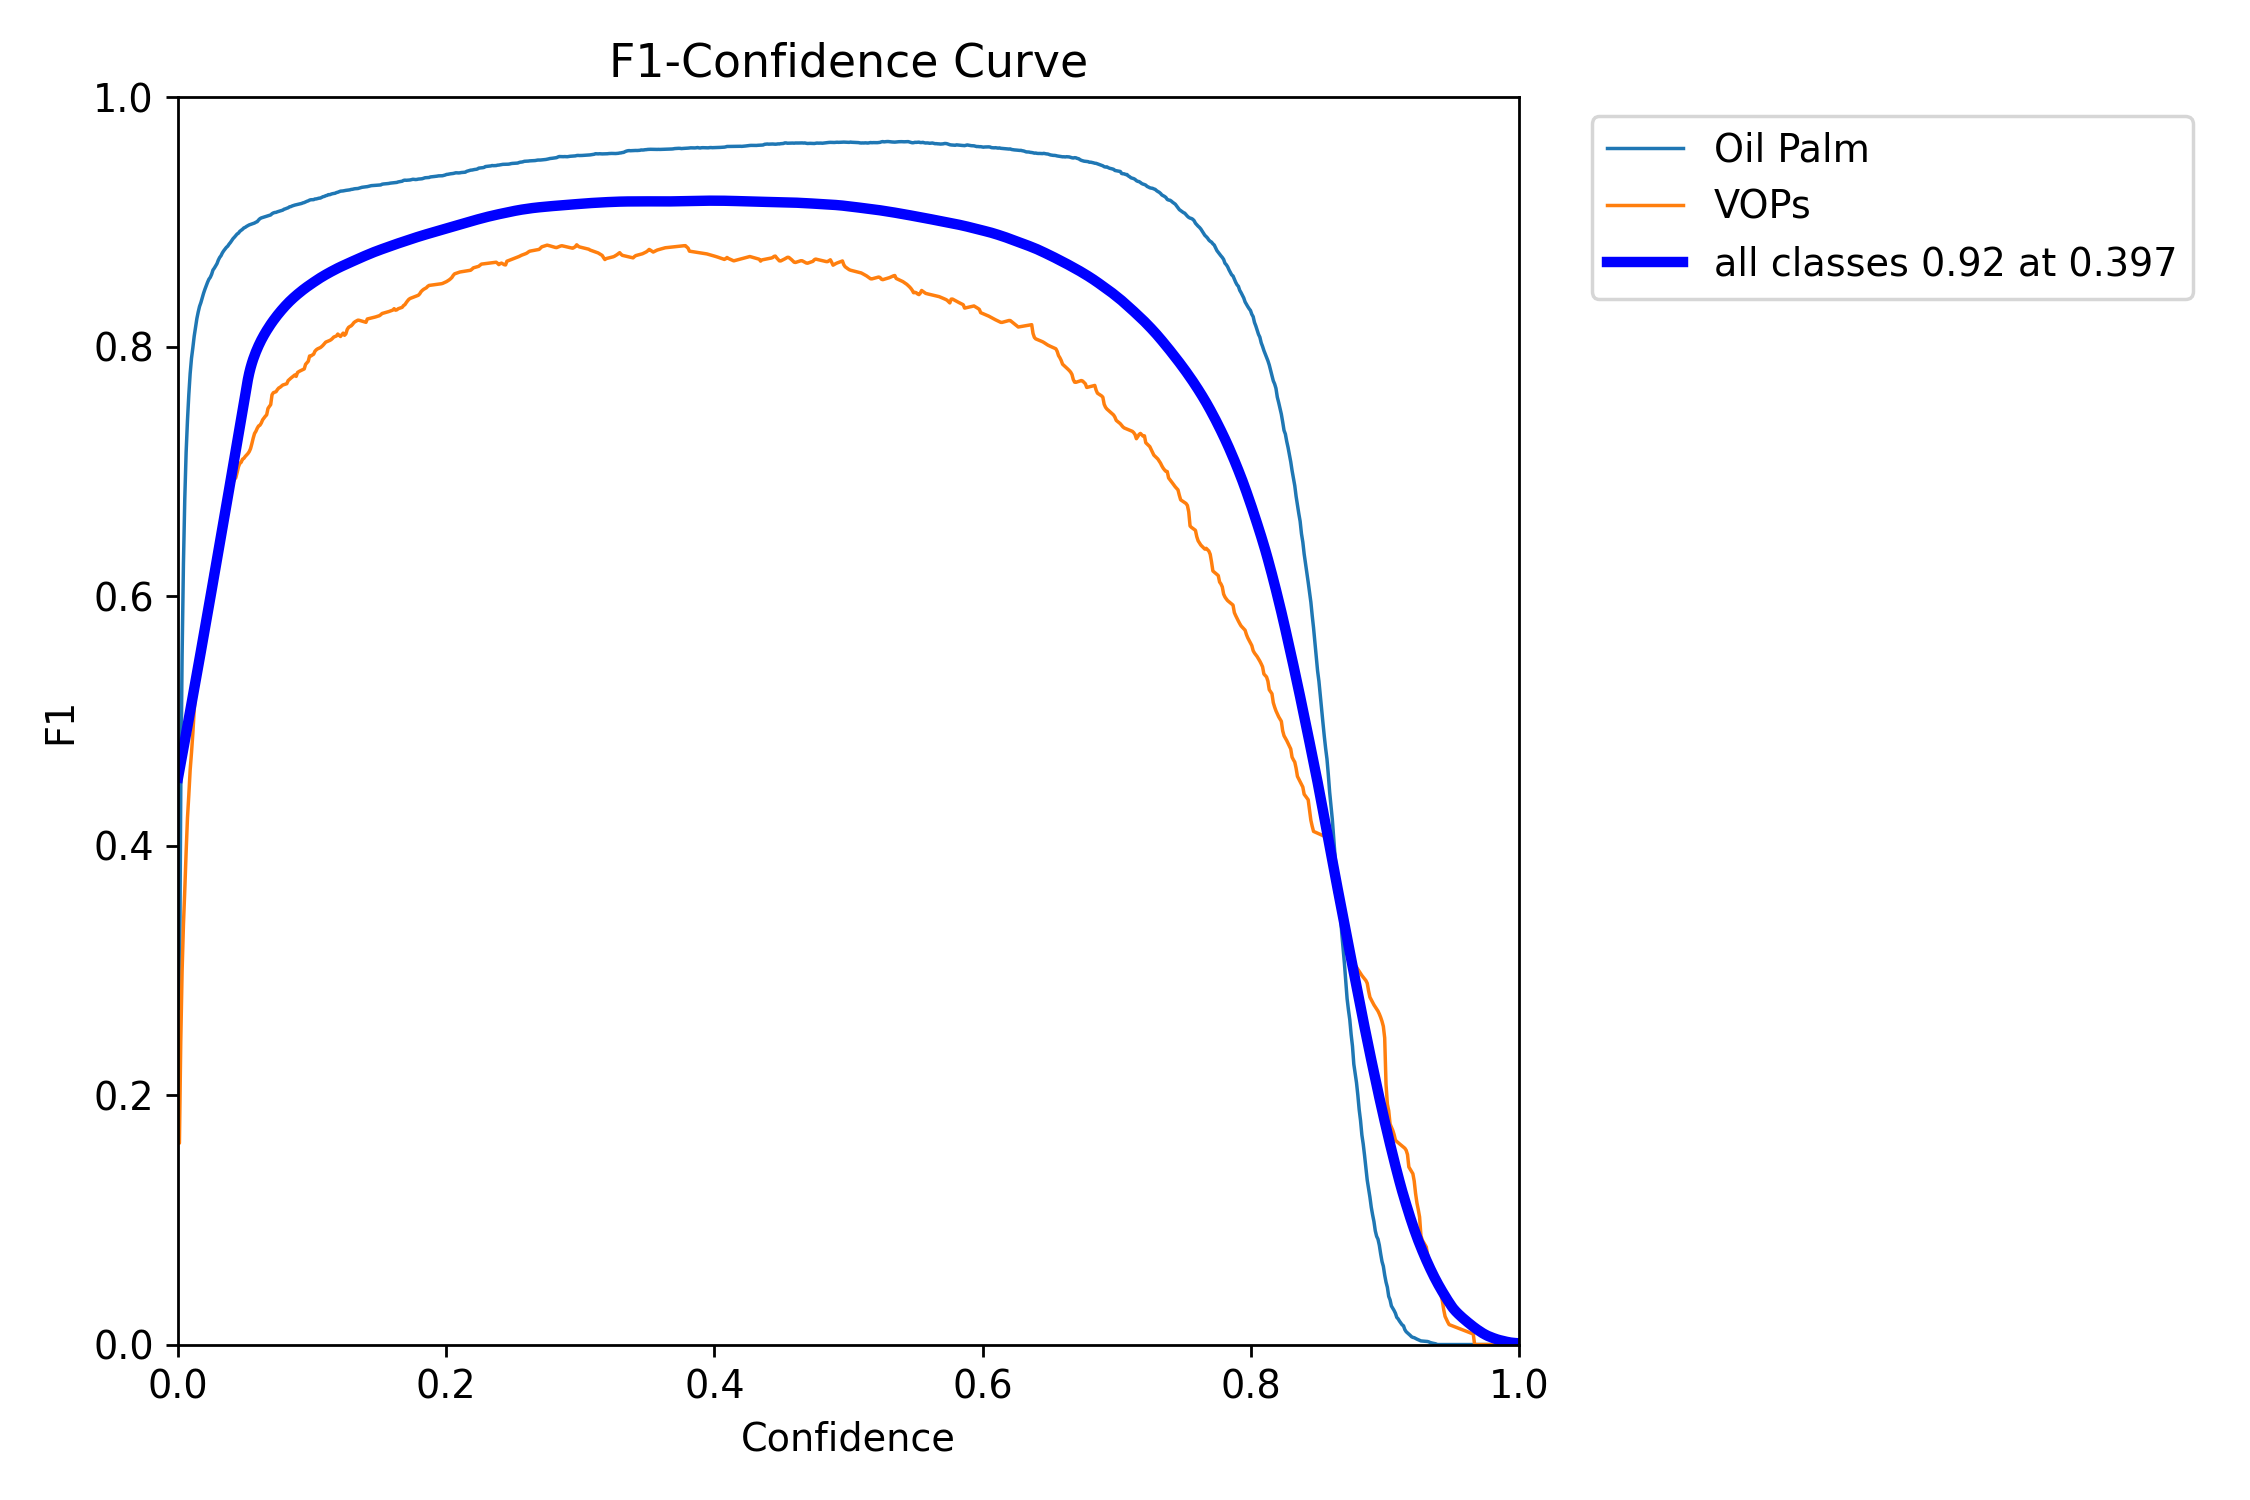 F1-Confidence Curve
1.0
0.8
0.6
0.4
0.2
0.0
F1
0.0 0.2 0.4 0.6 0.8 1.0
Confidence
Oil Palm
VOPs
all classes 0.92 at 0.397